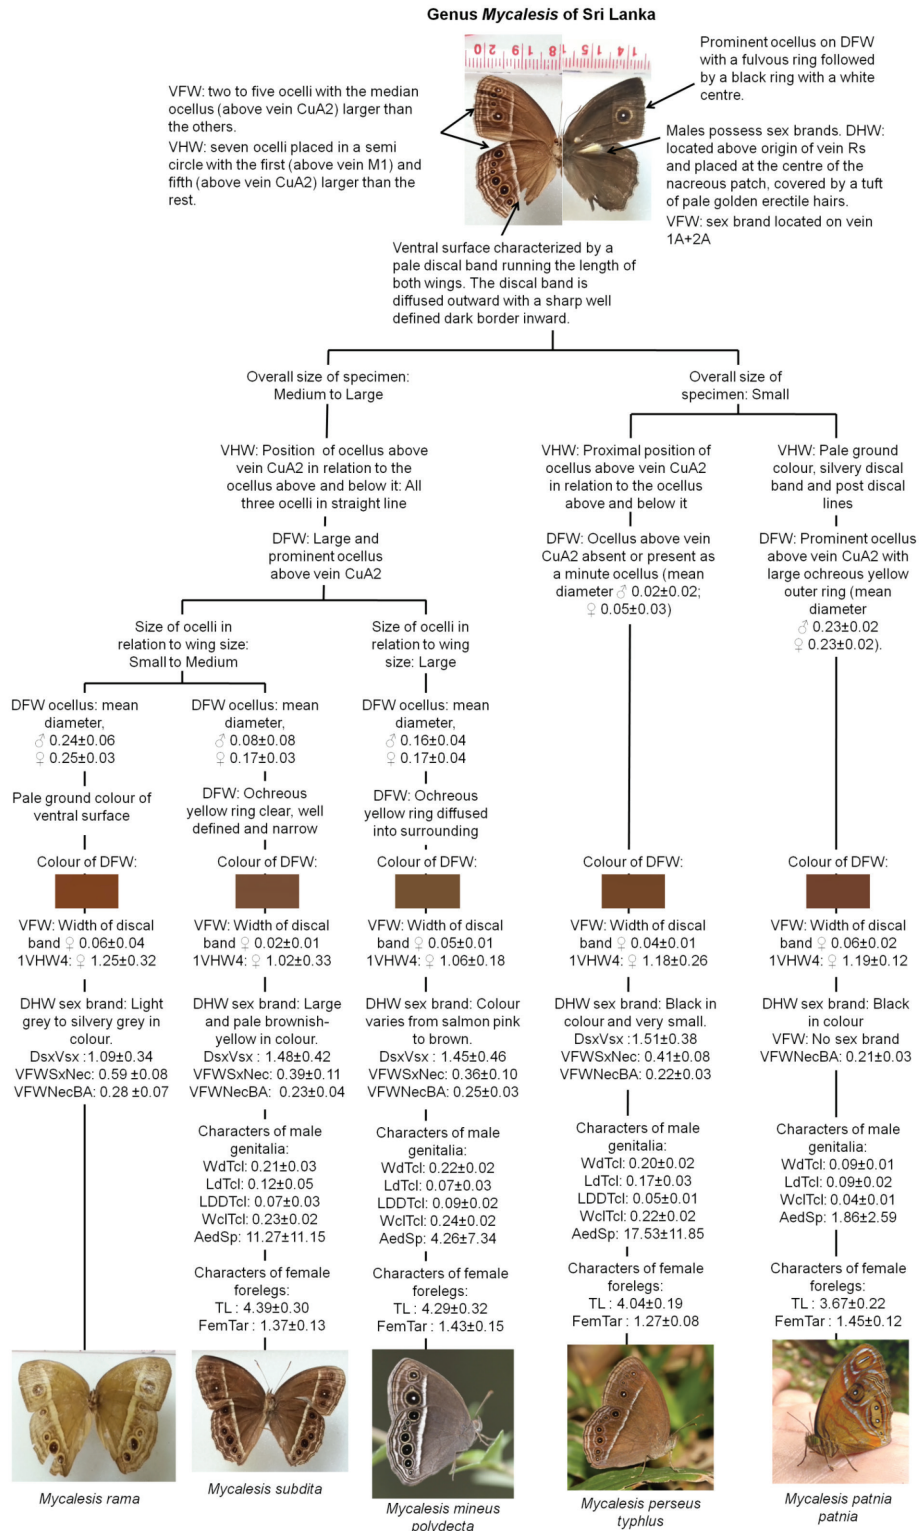 Genus Mycalesis of Sri Lanka
VFW: two to five ocelli with the median
ocellus (above vein CuA2) larger than
the others.
VHW: seven ocelli placed in a semi
circle with the first (above vein M1) and
fifth (above vein CuA2) larger than the
rest.
Prominent ocellus on DFW
with a fulvous ring followed
by a black ring with a white
centre.
Males possess sex brands. DHW:
located above origin of vein Rs
and placed at the centre of the
nacreous patch, covered by a tuft
of pale golden erectile hairs.
VFW: sex brand located on vein
1A+2A
Ventral surface characterized by a
pale discal band running the length of
both wings. The discal band is
diffused outward with a sharp well
defined dark border inward.
Overall size of specimen:
Medium to Large
Overall size of
specimen: Small
VHW: Position of ocellus above
vein CuA2 in relation to the
ocellus above and below it: All
three ocelli in straight line
VHW: Proximal position of
ocellus above vein CuA2
in relation to the ocellus
above and below it
VHW: Pale ground
colour, silvery discal
band and post discal
lines
DFW: Large and
prominent ocellus
above vein CuA2
DFW: Ocellus above vein
CuA2 absent or present as
a minute ocellus (mean
diameter ♂ 0.02±0.02;
♀ 0.05±0.03)
DFW: Prominent ocellus
above vein CuA2 with
large ochreous yellow
outer ring (mean
diameter
♂ 0.23±0.02
♀ 0.23±0.02).
Size of ocelli in
relation to wing size:
Small to Medium
Size of ocelli in
relation to wing
size: Large
DFW ocellus: mean
diameter,
♂ 0.24±0.06
♀ 0.25±0.03
DFW ocellus: mean
diameter,
♂ 0.08±0.08
♀ 0.17±0.03
DFW ocellus: mean
diameter,
♂ 0.16±0.04
♀ 0.17±0.04
Pale ground colour of
ventral surface
DFW: Ochreous
yellow ring clear, well
defined and narrow
DFW: Ochreous
yellow ring diffused
into surrounding
Colour of DFW:
Colour of DFW:
Colour of DFW:
Colour of DFW:
Colour of DFW:
VFW: Width of discal
band ♀ 0.06±0.04
1VHW4: ♀ 1.25±0.32
VFW: Width of discal
band ♀ 0.02±0.01
1VHW4: ♀ 1.02±0.33
VFW: Width of discal
band ♀ 0.05±0.01
1VHW4: ♀ 1.06±0.18
VFW: Width of discal
band ♀ 0.04±0.01
1VHW4: ♀ 1.18±0.26
VFW: Width of discal
band ♀ 0.06±0.02
1VHW4: ♀ 1.19±0.12
DHW sex brand: Light
grey to silvery grey in
colour.
DsxVsx :1.09±0.34
VFWSxNec: 0.59 ±0.08
VFWNecBA: 0.28 ±0.07
DHW sex brand: Large
and pale brownish-
yellow in colour.
DsxVsx : 1.48±0.42
VFWSxNec: 0.39±0.11
VFWNecBA: 0.23±0.04
DHW sex brand: Colour
varies from salmon pink
to brown.
DsxVsx : 1.45±0.46
VFWSxNec: 0.36±0.10
VFWNecBA: 0.25±0.03
DHW sex brand: Black in
colour and very small.
DsxVsx :1.51±0.38
VFWSxNec: 0.41±0.08
VFWNecBA: 0.22±0.03
DHW sex brand: Black
in colour
VFW: No sex brand
VFWNecBA: 0.21±0.03
Characters of male
genitalia:
WdTcl: 0.21±0.03
LdTcl: 0.12±0.05
LDDTcl: 0.07±0.03
WclTcl: 0.23±0.02
AedSp: 11.27±11.15
Characters of male
genitalia:
WdTcl: 0.22±0.02
LdTcl: 0.07±0.03
LDDTcl: 0.09±0.02
WclTcl: 0.24±0.02
AedSp: 4.26±7.34
Characters of male
genitalia:
WdTcl: 0.20±0.02
LdTcl: 0.17±0.03
LDDTcl: 0.05±0.01
WclTcl: 0.22±0.02
AedSp: 17.53±11.85
Characters of male
genitalia:
WdTcl: 0.09±0.01
LdTcl: 0.09±0.02
WclTcl: 0.04±0.01
AedSp: 1.86±2.59
Characters of female
forelegs:
TL : 4.39±0.30
FemTar : 1.37±0.13
Characters of female
forelegs:
TL : 4.29±0.32
FemTar : 1.43±0.15
Characters of female
forelegs:
TL : 4.04±0.19
FemTar : 1.27±0.08
Characters of female
forelegs:
TL : 3.67±0.22
FemTar : 1.45±0.12
Mycalesis rama
Mycalesis subdita
Mycalesis mineus
polydecta
Mycalesis perseus
typhlus
Mycalesis patnia
patnia